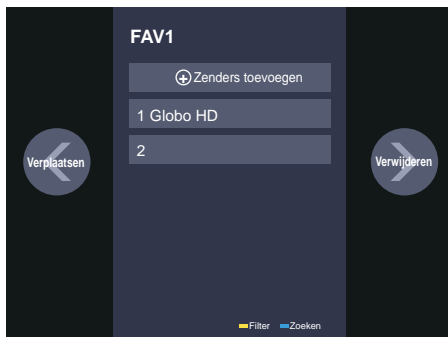 FAV1
Zenders toevoegen
1 Globo HD
2
Verplaatsen
Verwijderen
Filter Zoeken